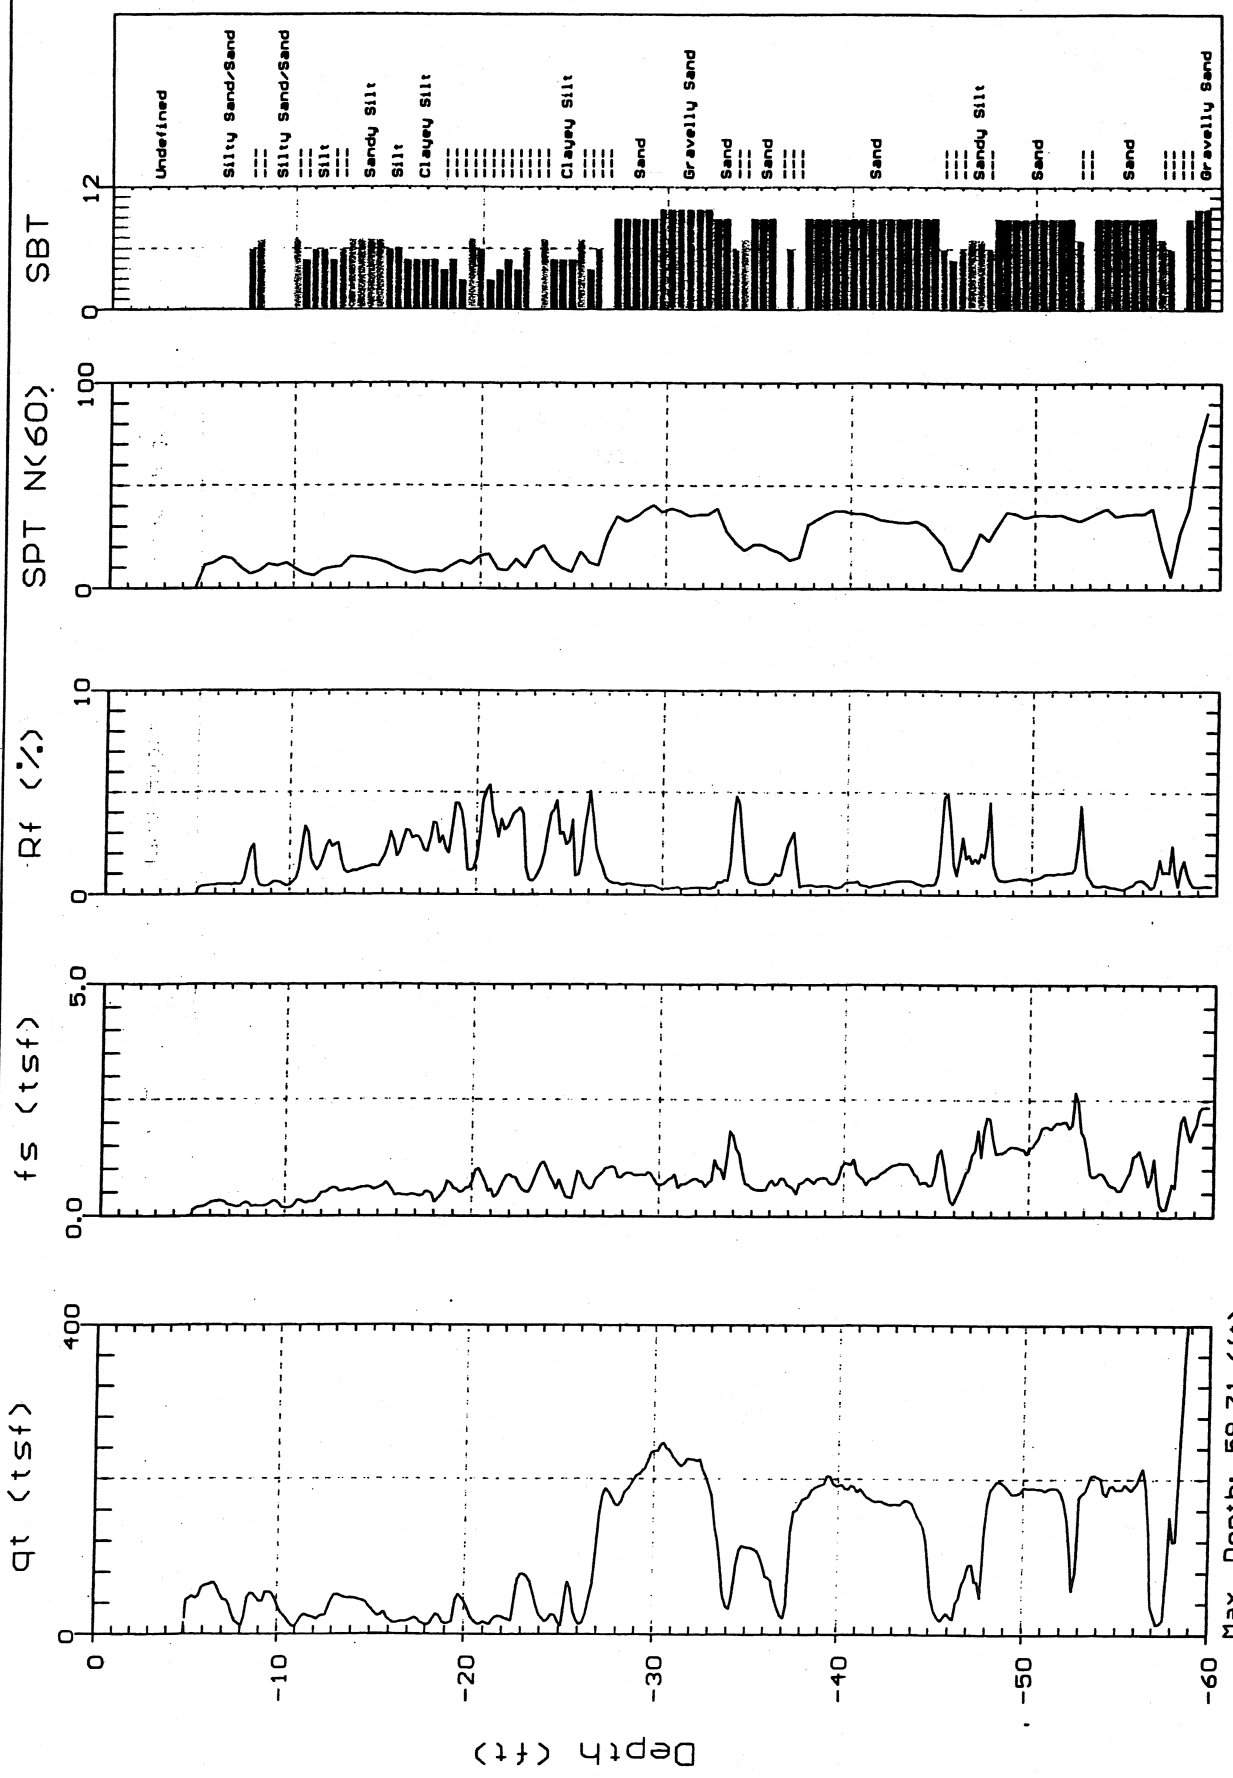 qt (tsf)
fs (tsf)
Rf (%)
SPT N(60)
SBT
0
400
0.0
5.0
0
10
0
100
0
12
Depth (ft)
0
-10
-20
-30
-40
-50
-60
Undefined
Silty Sand/Sand
Silty Sand/Sand
Silt
Sandy Silt
Silt
Clayey Silt
Clayey Silt
Sand
Gravelly Sand
Sand
Sand
Sand
Sandy Silt
Sand
Sand
Gravelly Sand
Max. Depth: